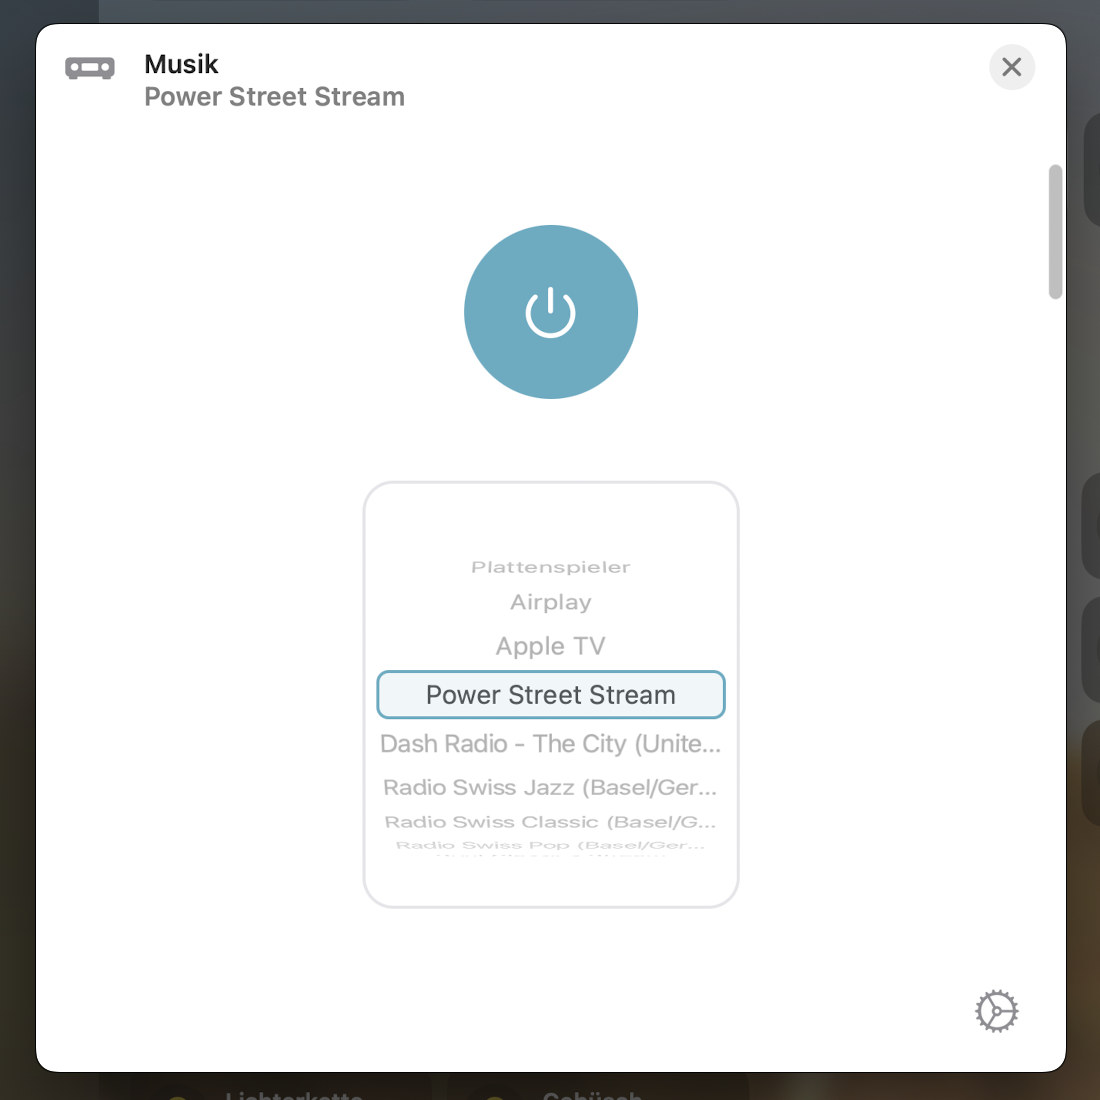 Musik
Power Street Stream
Plattenspieler
Airplay
Apple TV
Power Street Stream
Dash Radio - The City (Unite...
Radio Swiss Jazz (Basel/Ger...
Radio Swiss Classic (Basel/G...
Radio Swiss Pop (Basel/Ger...
Lichterkette
Gebüsch